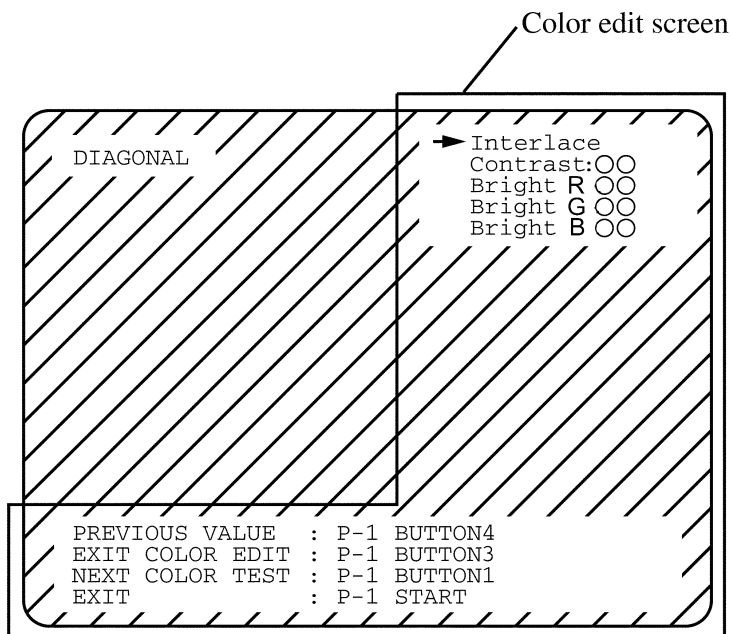 Color edit screen
DIAGONAL
Interlace
Contrast:○○
Bright R ○○
Bright G ○○
Bright B ○○
PREVIOUS VALUE : P-1 BUTTON4
EXIT COLOR EDIT : P-1 BUTTON3
NEXT COLOR TEST : P-1 BUTTON1
EXIT : P-1 START